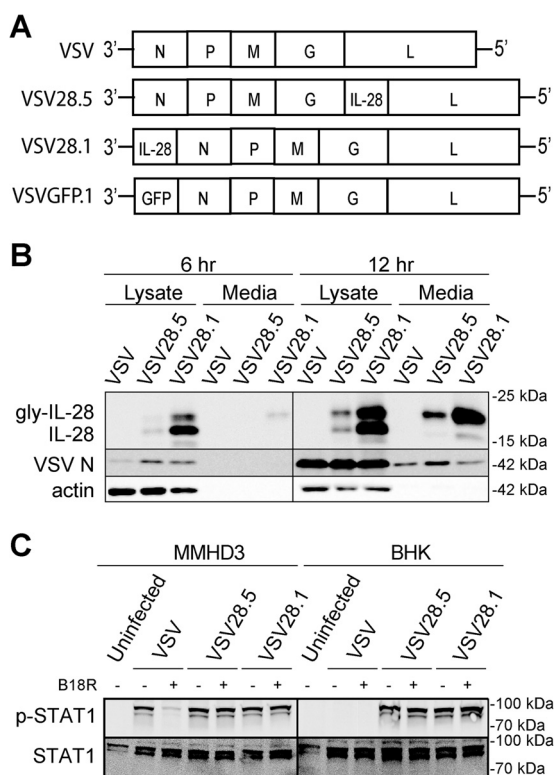 A
VSV 3' N P M G L 5'
VSV28.5 3' N P M G IL-28 L 5'
VSV28.1 3' IL-28 N P M G L 5'
VSVGFP.1 3' GFP N P M G L 5'
B
6 hr 12 hr
Lysate Media Lysate Media
VSV VSV28.5 VSV28.1 VSV VSV28.5 VSV28.1 VSV VSV28.5 VSV28.1 VSV VSV28.5 VSV28.1
-25 kDa
gly-IL-28
IL-28
-15 kDa
VSV N -42 kDa
actin -42 kDa
C
MMHD3 BHK
Uninfected VSV VSV28.5 VSV28.1 Uninfected VSV VSV28.5 VSV28.1
B18R - - + - + - + - - + - + - +
-100 kDa
p-STAT1
-70 kDa
-100 kDa
STAT1
-70 kDa